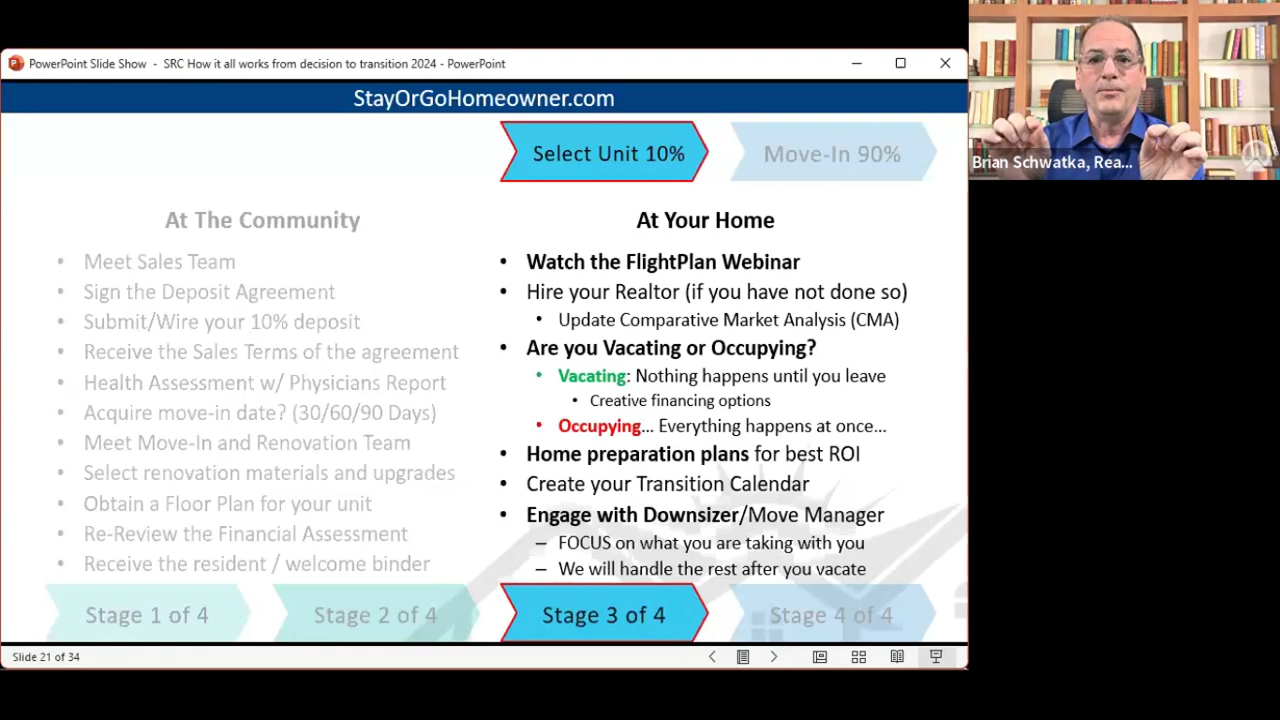 PowerPoint Slide Show - SRC How it all works from decision to transition 2024 - PowerPoint
StayOrGoHomeowner.com
Select Unit 10%
Move-In 90%
At The Community
• Meet Sales Team
• Sign the Deposit Agreement
• Submit/Wire your 10% deposit
• Receive the Sales Terms of the agreement
• Health Assessment w/ Physicians Report
• Acquire move-in date? (30/60/90 Days)
• Meet Move-In and Renovation Team
• Select renovation materials and upgrades
• Obtain a Floor Plan for your unit
• Re-Review the Financial Assessment
• Receive the resident / welcome binder
At Your Home
• Watch the FlightPlan Webinar
• Hire your Realtor (if you have not done so)
• Update Comparative Market Analysis (CMA)
• Are you Vacating or Occupying?
• Vacating: Nothing happens until you leave
• Creative financing options
• Occupying... Everything happens at once...
• Home preparation plans for best ROI
• Create your Transition Calendar
• Engage with Downsizer/Move Manager
– FOCUS on what you are taking with you
– We will handle the rest after you vacate
Stage 1 of 4
Stage 2 of 4
Stage 3 of 4
Stage 4 of 4
Slide 21 of 34
Brian Schwatka, Rea...